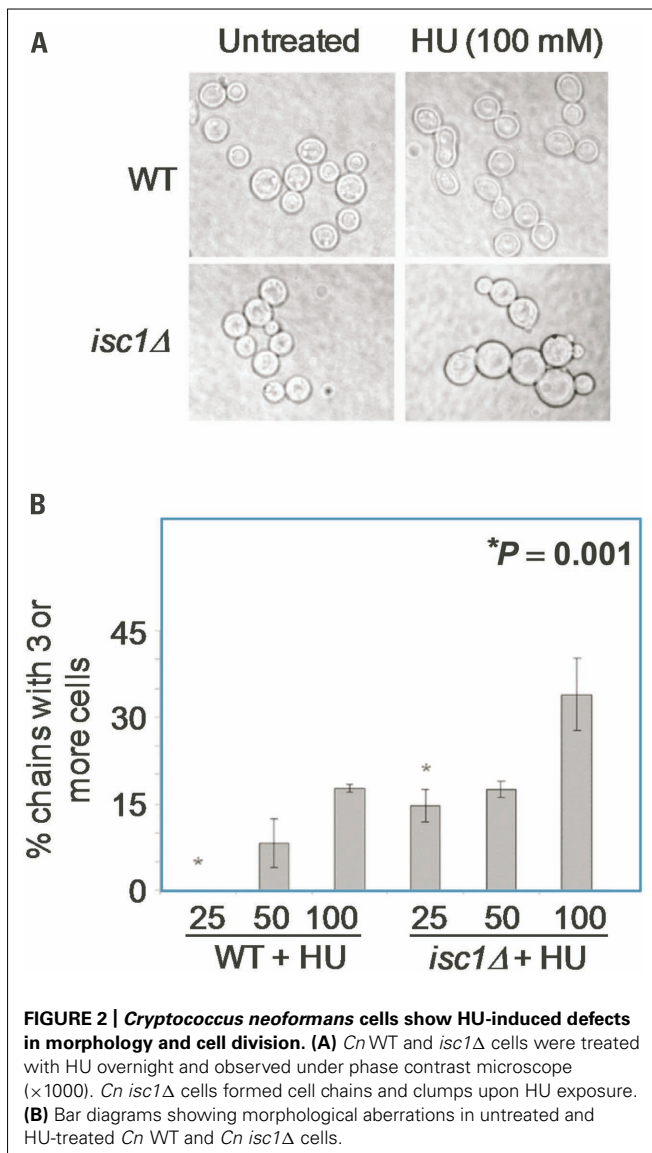 A
Untreated HU (100 mM)
WT
isc1Δ
B
*P = 0.001
% chains with 3 or
more cells
45
30
15
0
*
*
25 50 100 25 50 100
WT + HU isc1Δ + HU
FIGURE 2 | Cryptococcus neoformans cells show HU-induced defects
in morphology and cell division. (A) Cn WT and isc1Δ cells were treated
with HU overnight and observed under phase contrast microscope
(×1000). Cn isc1Δ cells formed cell chains and clumps upon HU exposure.
(B) Bar diagrams showing morphological aberrations in untreated and
HU-treated Cn WT and Cn isc1Δ cells.